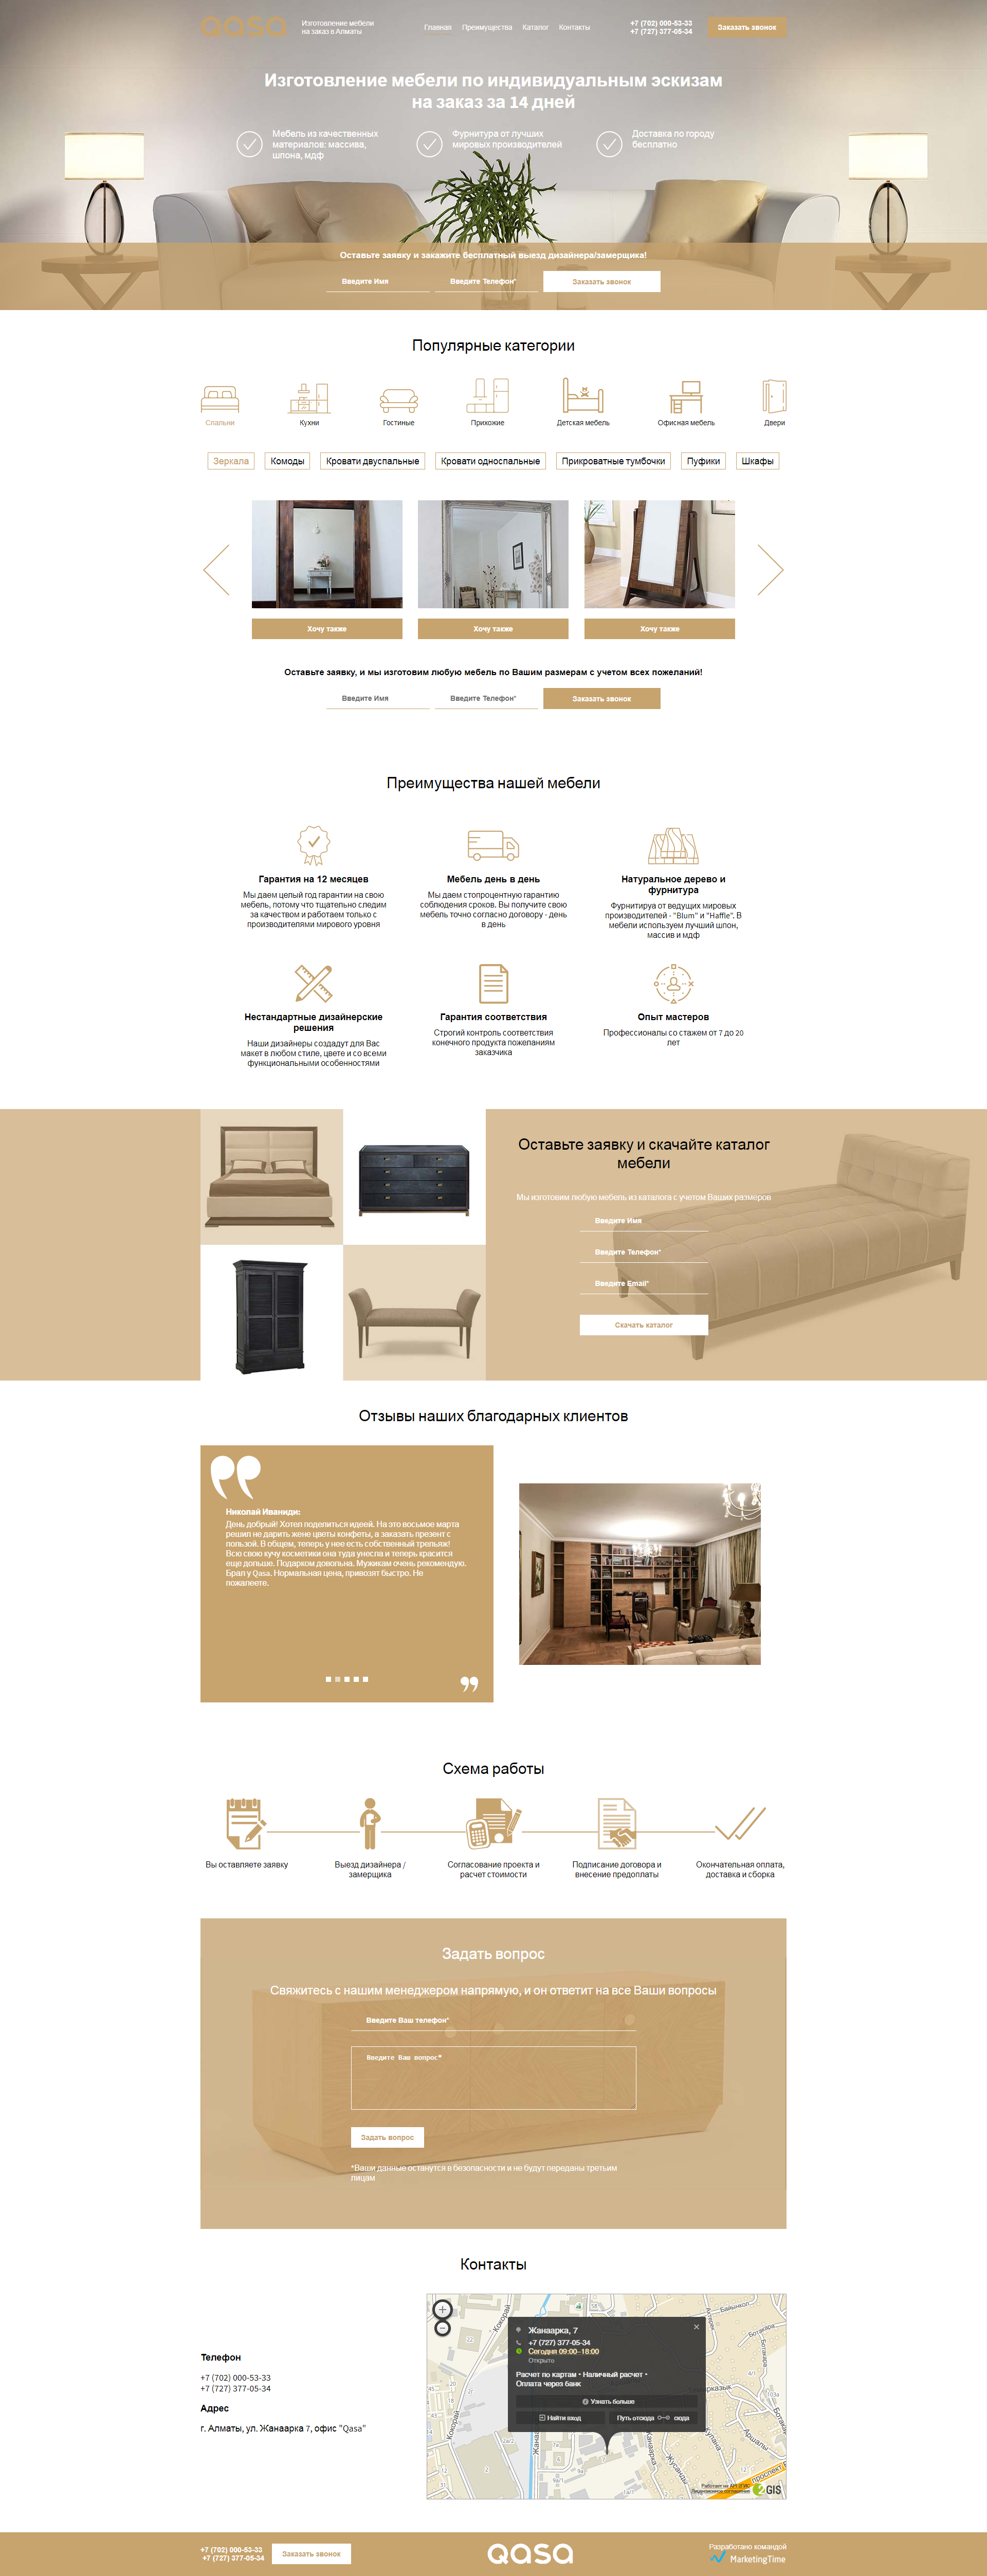 QASA
Изготовление мебели
на заказ в Алматы
Главная Преимущества Каталог Контакты
+7 (702) 000-53-33
+7 (727) 377-05-34
Заказать звонок
Изготовление мебели по индивидуальным эскизам
на заказ за 14 дней
Мебель из качественных
материалов: массива,
шпона, мдф
Фурнитура от лучших
мировых производителей
Доставка по городу
бесплатно
Оставьте заявку и закажите бесплатный выезд дизайнера/замерщика!
Введите Имя Введите Телефон* Заказать звонок
Популярные категории
Спальни Кухни Гостиные Прихожие Детская мебель Офисная мебель Двери
Зеркала Комоды Кровати двуспальные Кровати односпальные Прикроватные тумбочки Пуфики Шкафы
Хочу также Хочу также Хочу также
Оставьте заявку, и мы изготовим любую мебель по Вашим размерам с учетом всех пожеланий!
Введите Имя Введите Телефон* Заказать звонок
Преимущества нашей мебели
Гарантия на 12 месяцев
Мы даем целый год гарантии на свою
мебель, потому что тщательно следим
за качеством и работаем только с
производителями мирового уровня
Мебель день в день
Мы даем стопроцентную гарантию
соблюдения сроков. Вы получите свою
мебель точно согласно договору - день
в день
Натуральное дерево и
фурнитура
Фурнитируа от ведущих мировых
производителей - "Blum" и "Haffle". В
мебели используем лучший шпон,
массив и мдф
Нестандартные дизайнерские
решения
Наши дизайнеры создадут для Вас
макет в любом стиле, цвете и со всеми
функциональными особенностями
Гарантия соответствия
Строгий контроль соответствия
конечного продукта пожеланиям
заказчика
Опыт мастеров
Профессионалы со стажем от 7 до 20
лет
Оставьте заявку и скачайте каталог
мебели
Мы изготовим любую мебель из каталога с учетом Ваших размеров
Введите Имя
Введите Телефон*
Введите Email*
Скачать каталог
Отзывы наших благодарных клиентов
Николай Иваниди:
День добрый! Хотел поделиться идеей. На это восьмое марта
решил не дарить жене цветы конфеты, а заказать презент с
пользой. В общем, теперь у нее есть собственный трельяж!
Всю свою кучу косметики она туда унесла и теперь красится
еще дольше. Подарком довольна. Мужикам очень рекомендую.
Брал у Qasa. Нормальная цена, привозят быстро. Не
пожалеете.
Схема работы
Вы оставляете заявку
Выезд дизайнера /
замерщика
Согласование проекта и
расчет стоимости
Подписание договора и
внесение предоплаты
Окончательная оплата,
доставка и сборка
Задать вопрос
Свяжитесь с нашим менеджером напрямую, и он ответит на все Ваши вопросы
Введите Ваш телефон*
Введите Ваш вопрос*
Задать вопрос
*Ваши данные останутся в безопасности и не будут переданы третьим
лицам
Контакты
Телефон
+7 (702) 000-53-33
+7 (727) 377-05-34
Адрес
г. Алматы, ул. Жанаарка 7, офис "Qasa"
Жанаарка, 7
+7 (727) 377-05-34
Сегодня 09:00–18:00
Открыто
Расчет по картам • Наличный расчет •
Оплата через банк
Узнать больше
Найти вход
Путь отсюда сюда
Кокорай
Кокорай
Жанаарка
Жусанды
Аршалы
Ботакара
Байынкол
проспект
Работает на API 2ГИС
Лицензионное соглашение
GIS
+7 (702) 000-53-33
+7 (727) 377-05-34
Заказать звонок
QASA
Разработано командой
MarketingTime